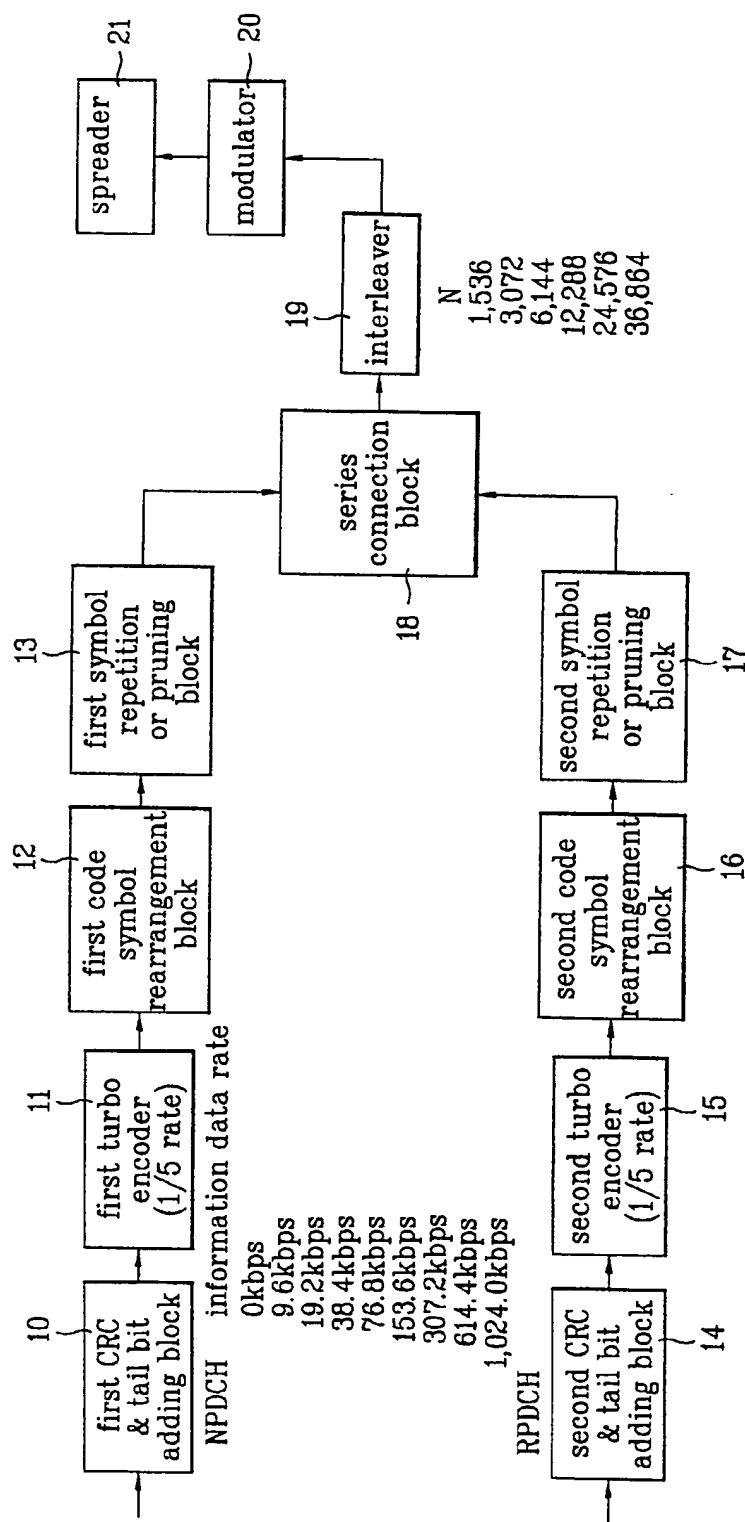 10
first CRC
& tail bit
adding block
NPDCH
11
first turbo
encoder
(1/5 rate)
information data rate
0kbps
9.6kbps
19.2kbps
38.4kbps
76.8kbps
153.6kbps
307.2kbps
614.4kbps
1,024.0kbps
12
first code
symbol
rearrangement
block
13
first symbol
repetition
or pruning
block
RPDCH
second CRC
& tail bit
adding block
14
second turbo
encoder
(1/5 rate)
15
second code
symbol
rearrangement
block
16
second symbol
repetition
or pruning
block
17
series
connection
block
18
19
interleaver
N
1,536
3,072
6,144
12,288
24,576
36,864
modulator
20
spreader
21